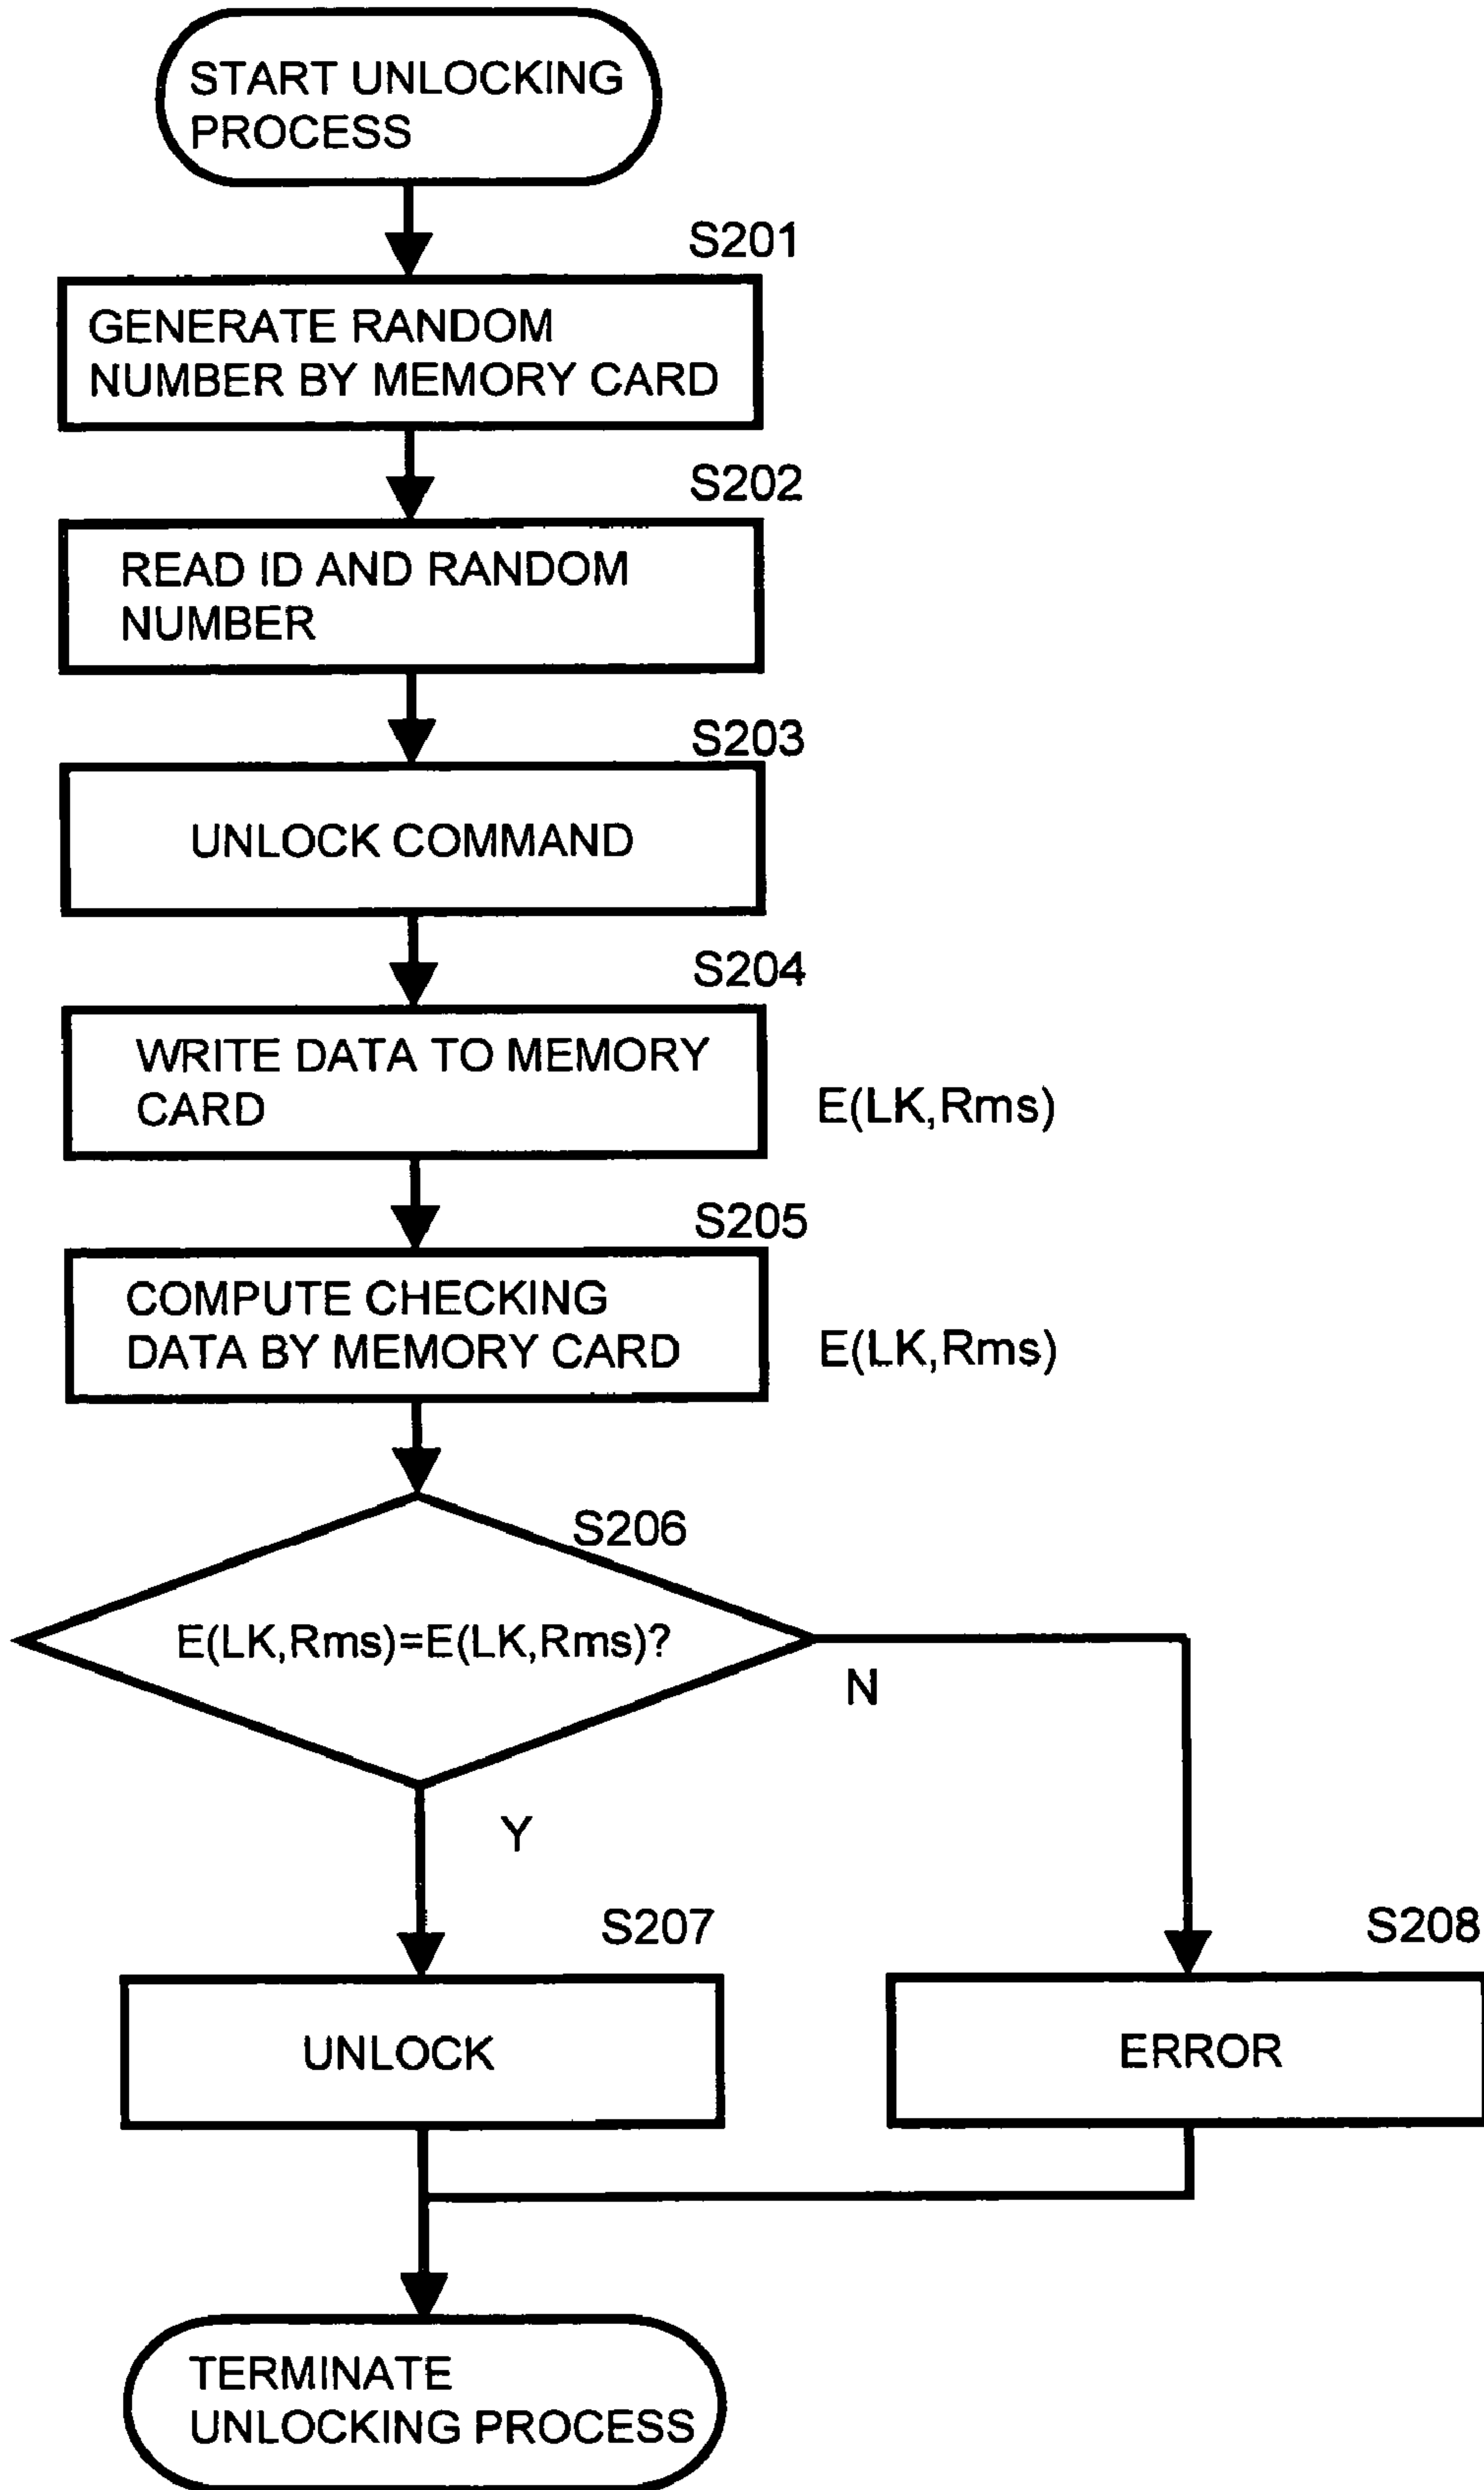 START UNLOCKING
PROCESS
S201
GENERATE RANDOM
NUMBER BY MEMORY CARD
S202
READ ID AND RANDOM
NUMBER
S203
UNLOCK COMMAND
S204
WRITE DATA TO MEMORY
CARD
E(LK,Rms)
S205
COMPUTE CHECKING
DATA BY MEMORY CARD
E(LK,Rms)
S206
E(LK,Rms)=E(LK,Rms)?
N
Y
S207
UNLOCK
S208
ERROR
TERMINATE
UNLOCKING PROCESS